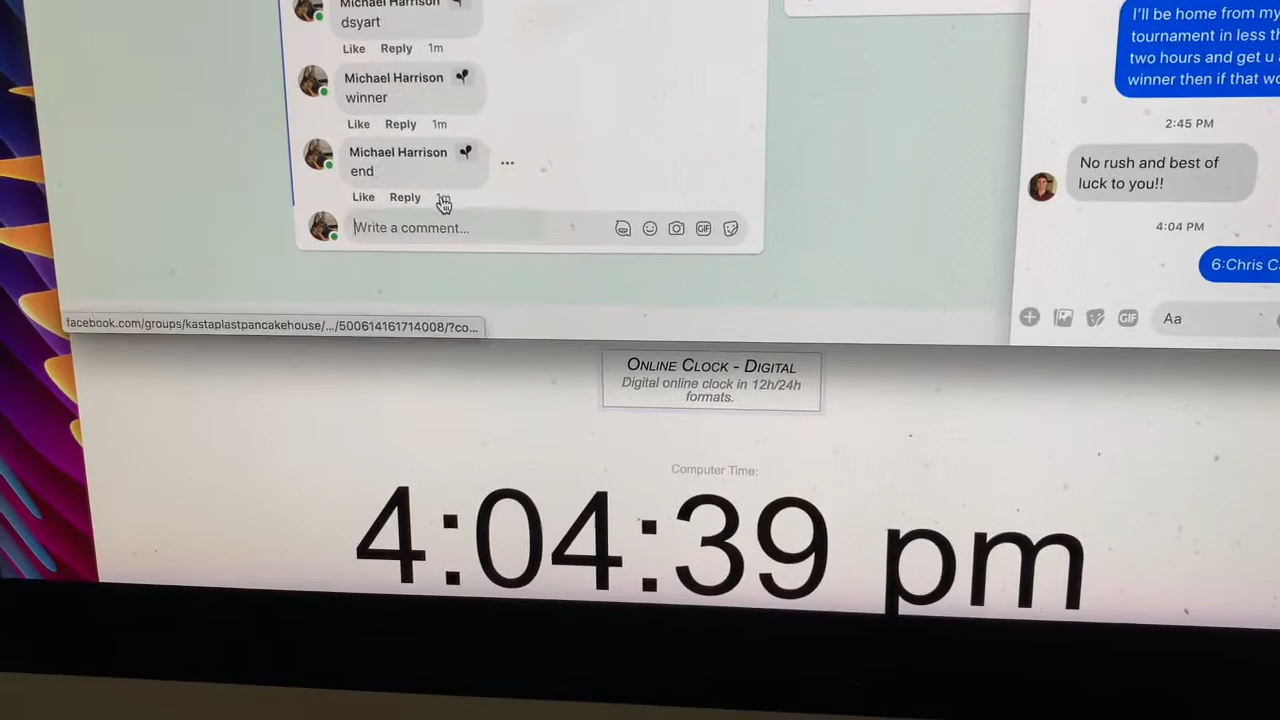 Michael Harrison
dsyart
Like Reply 1m
Michael Harrison
winner
Like Reply 1m
Michael Harrison
end
Like Reply
Write a comment...
GIF
facebook.com/groups/kastaplastpancakehouse/.../500614161714008/?co...
I'll be home from my
tournament in less
two hours and get u
winner then if that
2:45 PM
No rush and best of
luck to you!!
4:04 PM
6:Chris
GIF
Aa
Online Clock - Digital
Digital online clock in 12h/24h
formats.
Computer Time:
4:04:39 pm